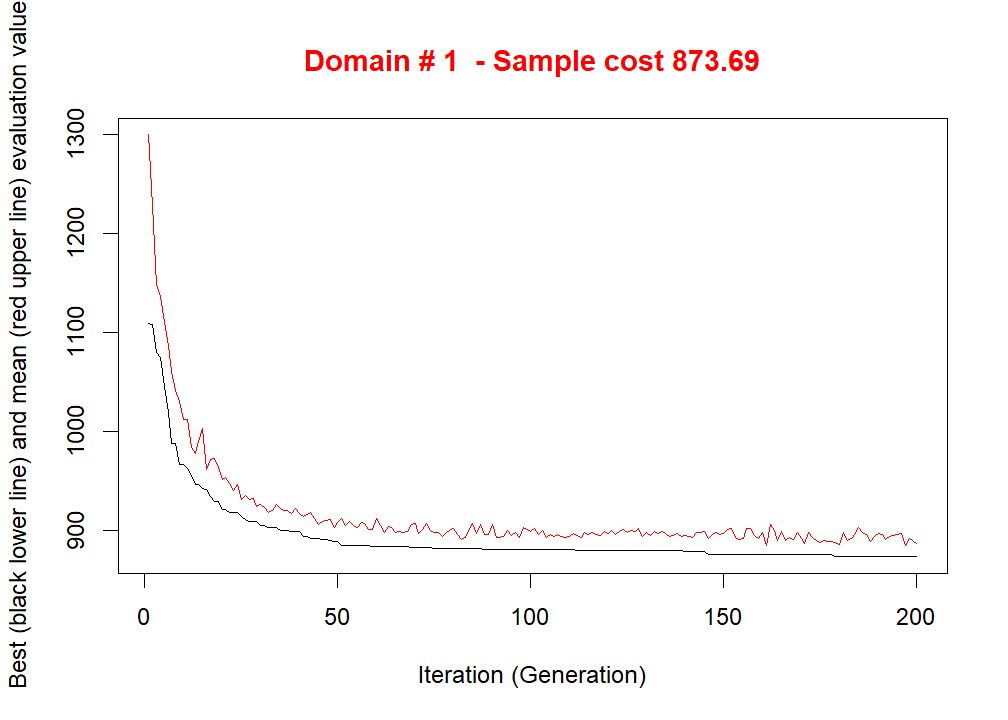 Domain # 1  - Sample cost 873.69
Best (black lower line) and mean (red upper line) evaluation value
1300
1200
1100
1000
900
0 50 100 150 200
Iteration (Generation)